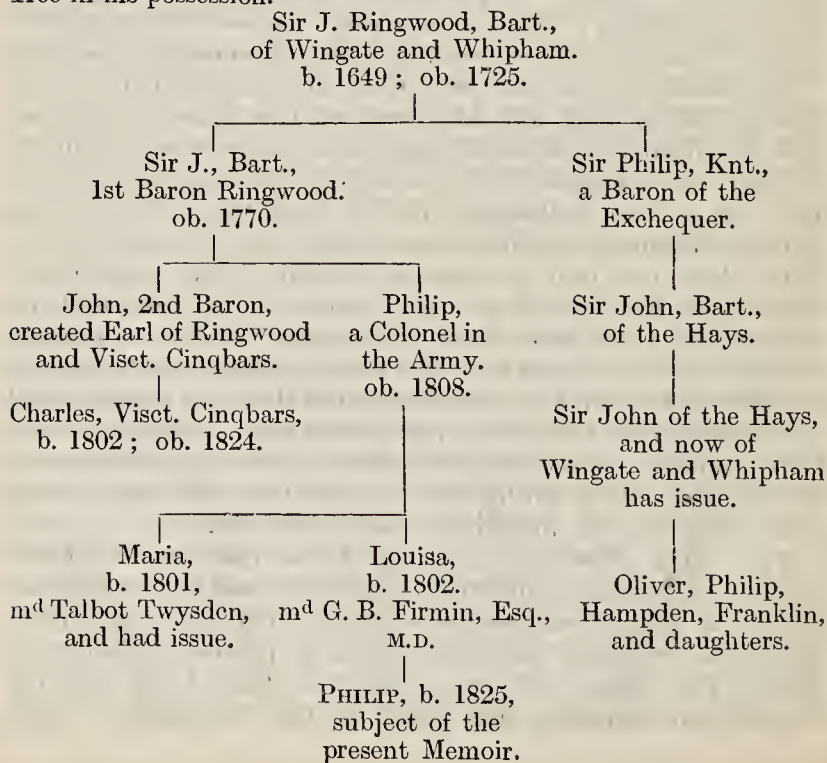 Sir J. Ringwood, Bart.,
of Wingate and Whipham.
b. 1649 ; ob. 1725.
Sir J., Bart.,
1st Baron Ringwood.
ob. 1770.
Sir Philip, Knt.,
a Baron of the
Exchequer.
John, 2nd Baron,
created Earl of Ringwood
and Visct. Cinqbars.
Philip,
a Colonel in
the Army.
ob. 1808.
Sir John, Bart.,
of the Hays.
Charles, Visct. Cinqbars,
b. 1802 ; ob. 1824.
Sir John of the Hays,
and now of
Wingate and Whipham
has issue.
Maria,
b. 1801,
md Talbot Twysden,
and had issue.
Louisa,
b. 1802.
md G. B. Firmin, Esq.,
M.D.
Oliver, Philip,
Hampden, Franklin,
and daughters.
PHILIP, b. 1825,
subject of the
present Memoir.